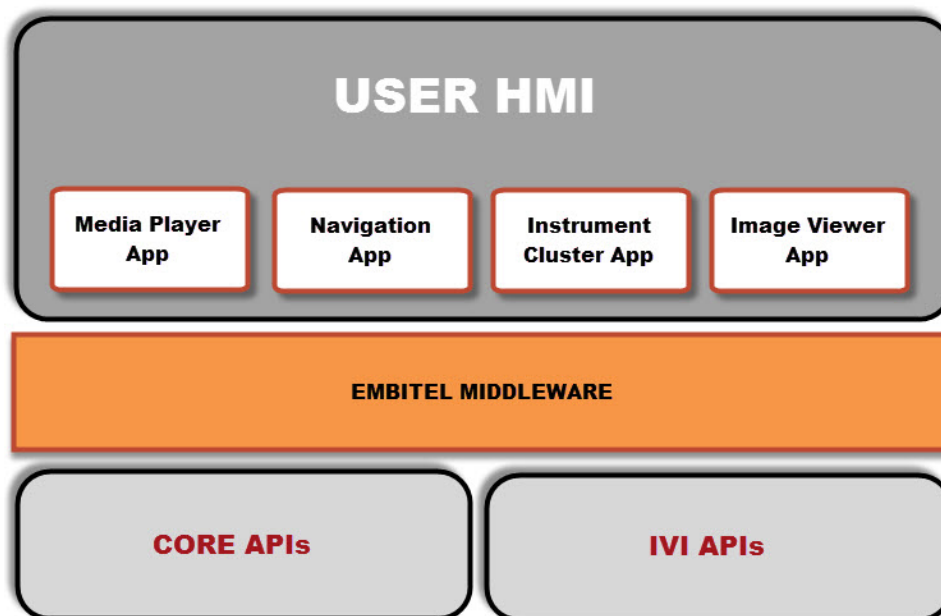 USER HMI
Media Player
App
Navigation
App
Instrument
Cluster App
Image Viewer
App
EMBITEL MIDDLEWARE
CORE APIs
IVI APIs